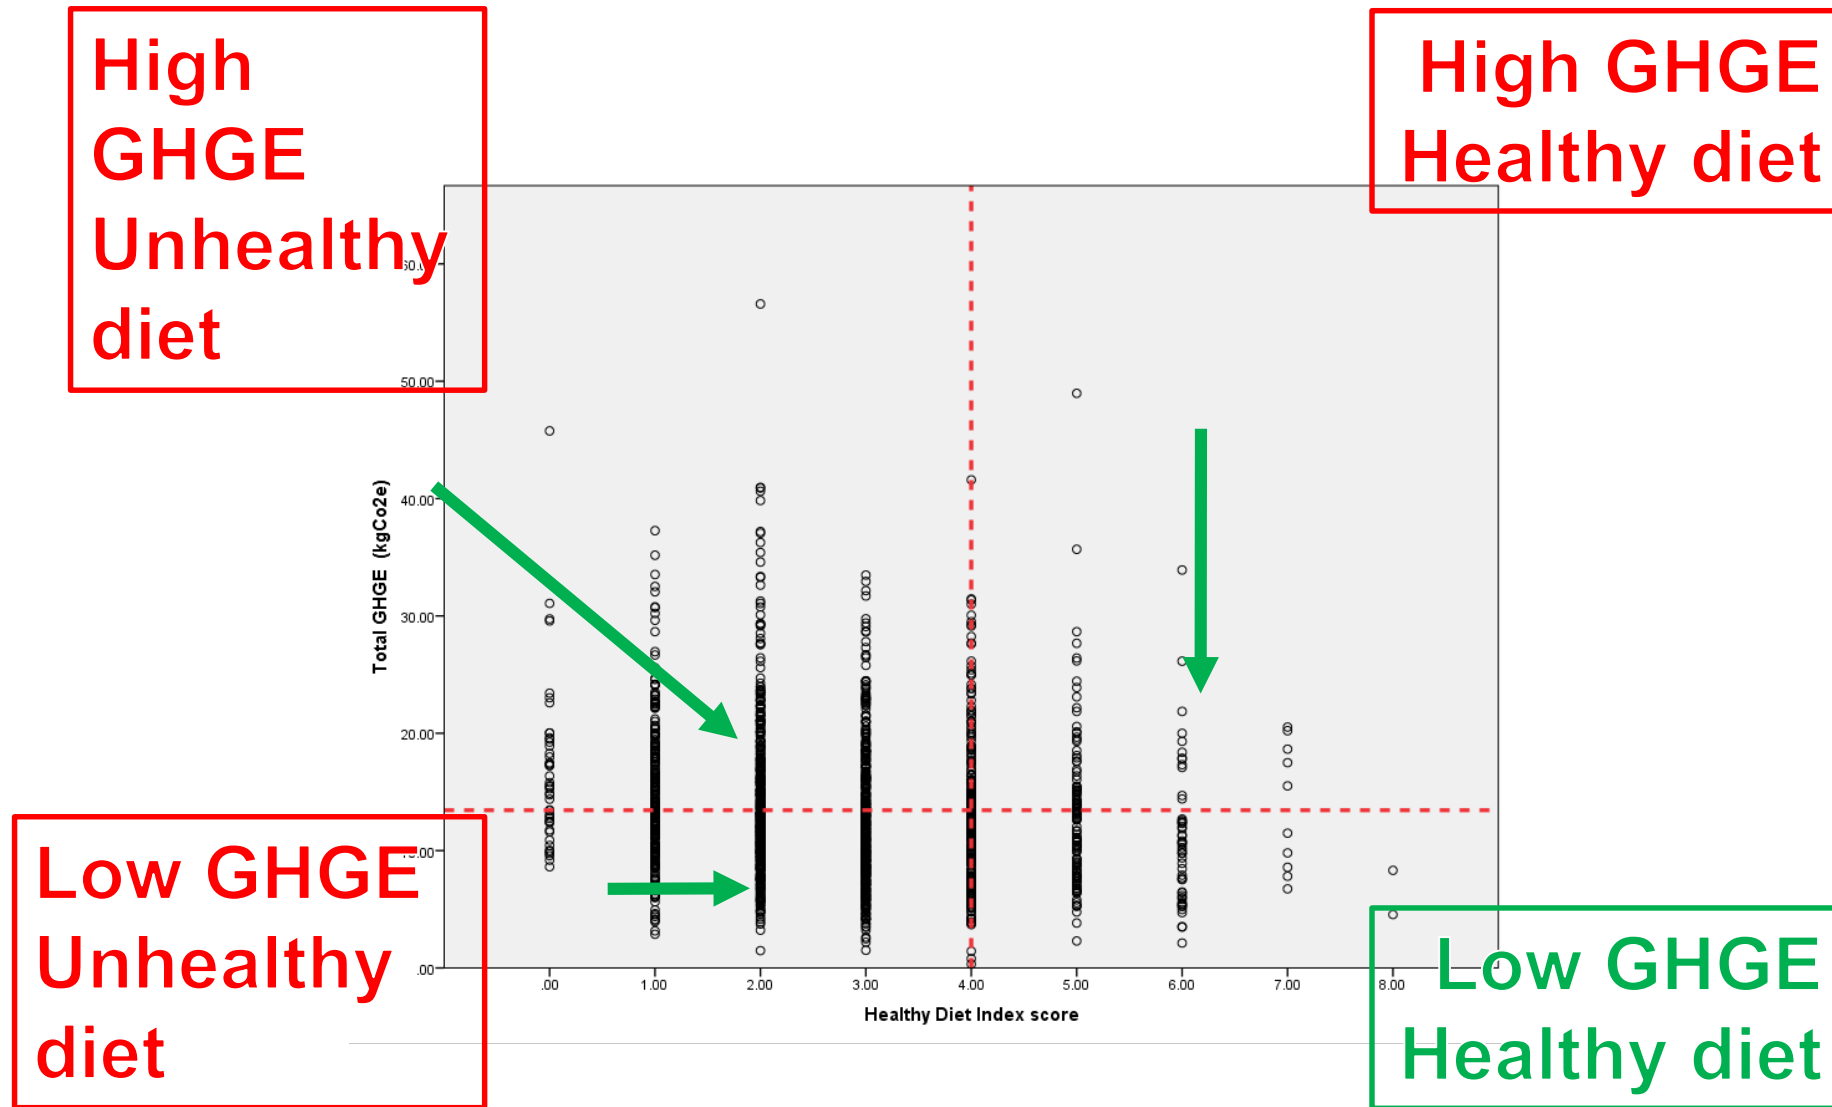 High
GHGE
Unhealthy
diet
High GHGE
Healthy diet
50.00
40.00
30.00
20.00
.00
Total GHGE (kgCo2e)
.00 1.00 2.00 3.00 4.00 5.00 6.00 7.00 8.00
Healthy Diet Index score
Low GHGE
Unhealthy
diet
Low GHGE
Healthy diet